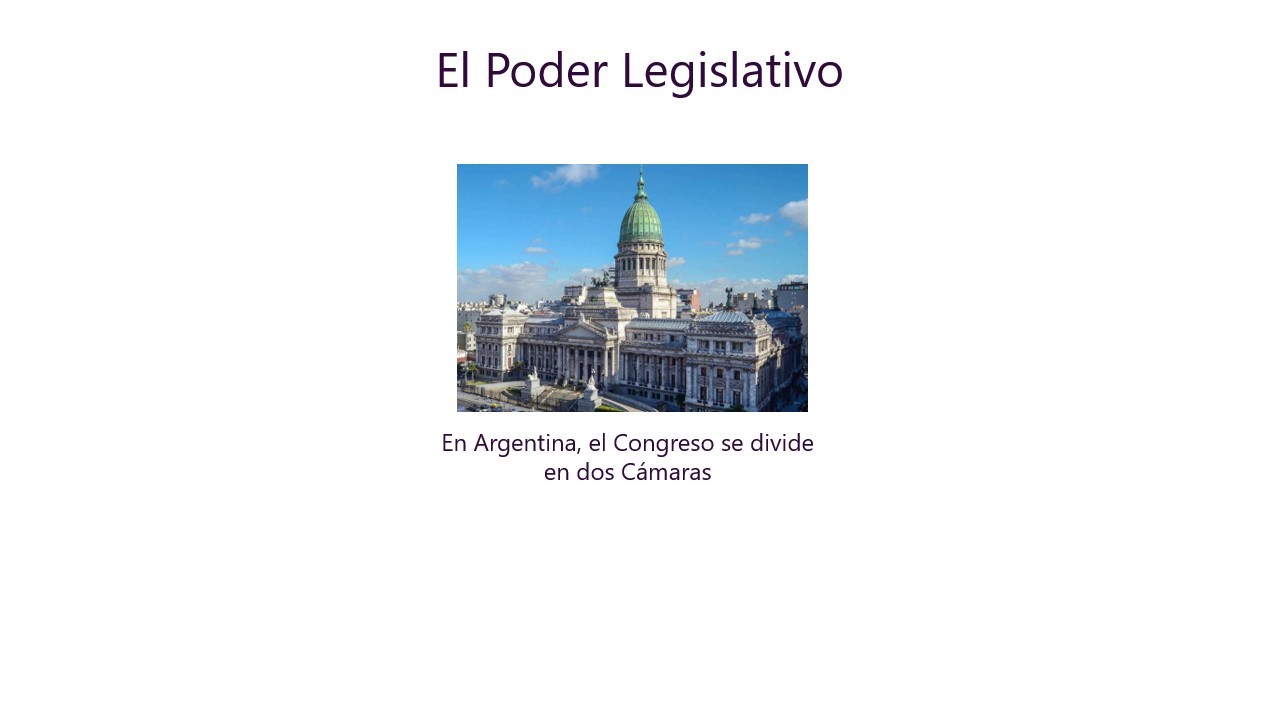 El Poder Legislativo
En Argentina, el Congreso se divide
en dos Cámaras